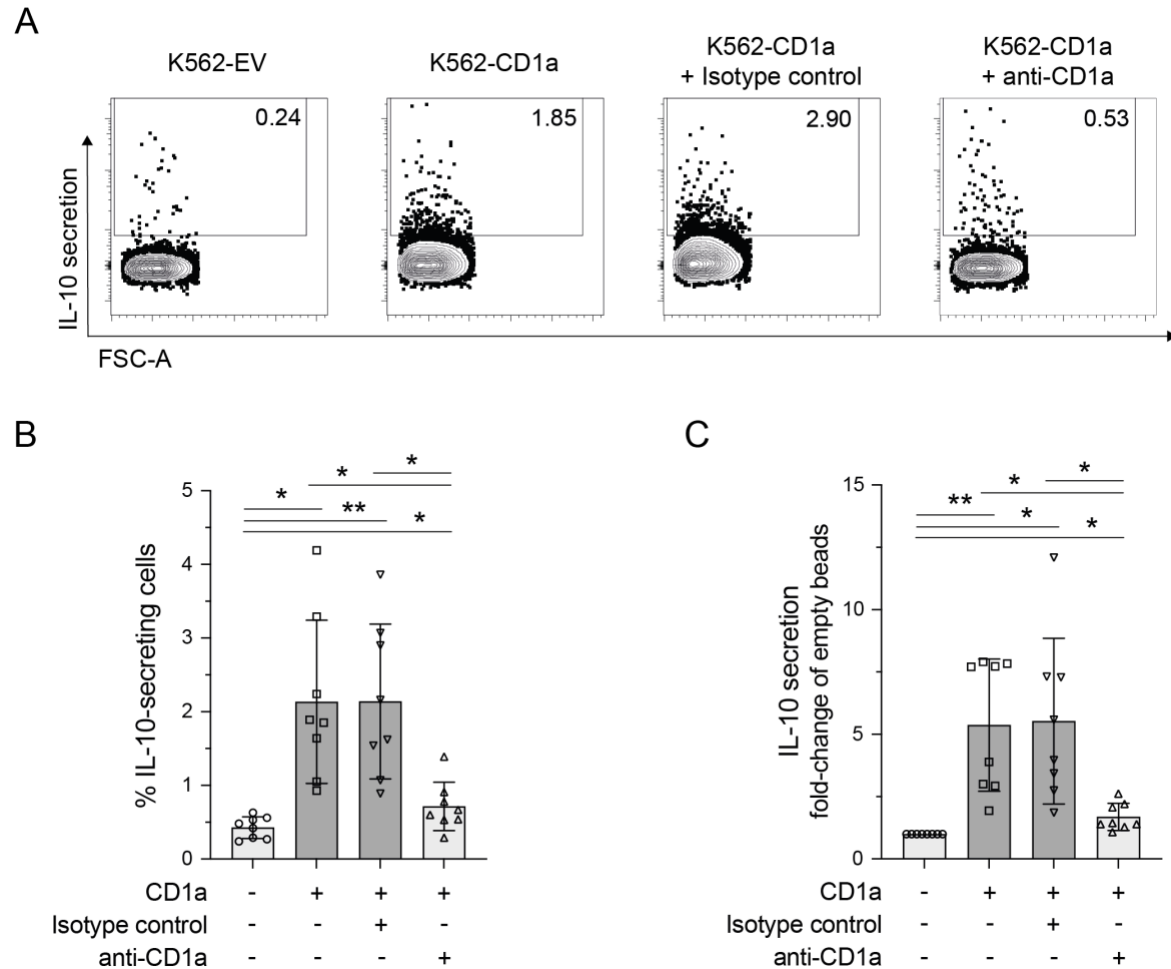 A
K562-EV
K562-CD1a
K562-CD1a
+ Isotype control
K562-CD1a
+ anti-CD1a
0.24
1.85
2.90
0.53
IL-10 secretion
FSC-A
B
% IL-10-secreting cells
5
4
3
2
1
0
* *
* ** *
CD1a - + + +
Isotype control - - + -
anti-CD1a - - - +
C
IL-10 secretion
fold-change of empty beads
15
10
5
0
* *
** * *
CD1a - + + +
Isotype control - - + -
anti-CD1a - - - +